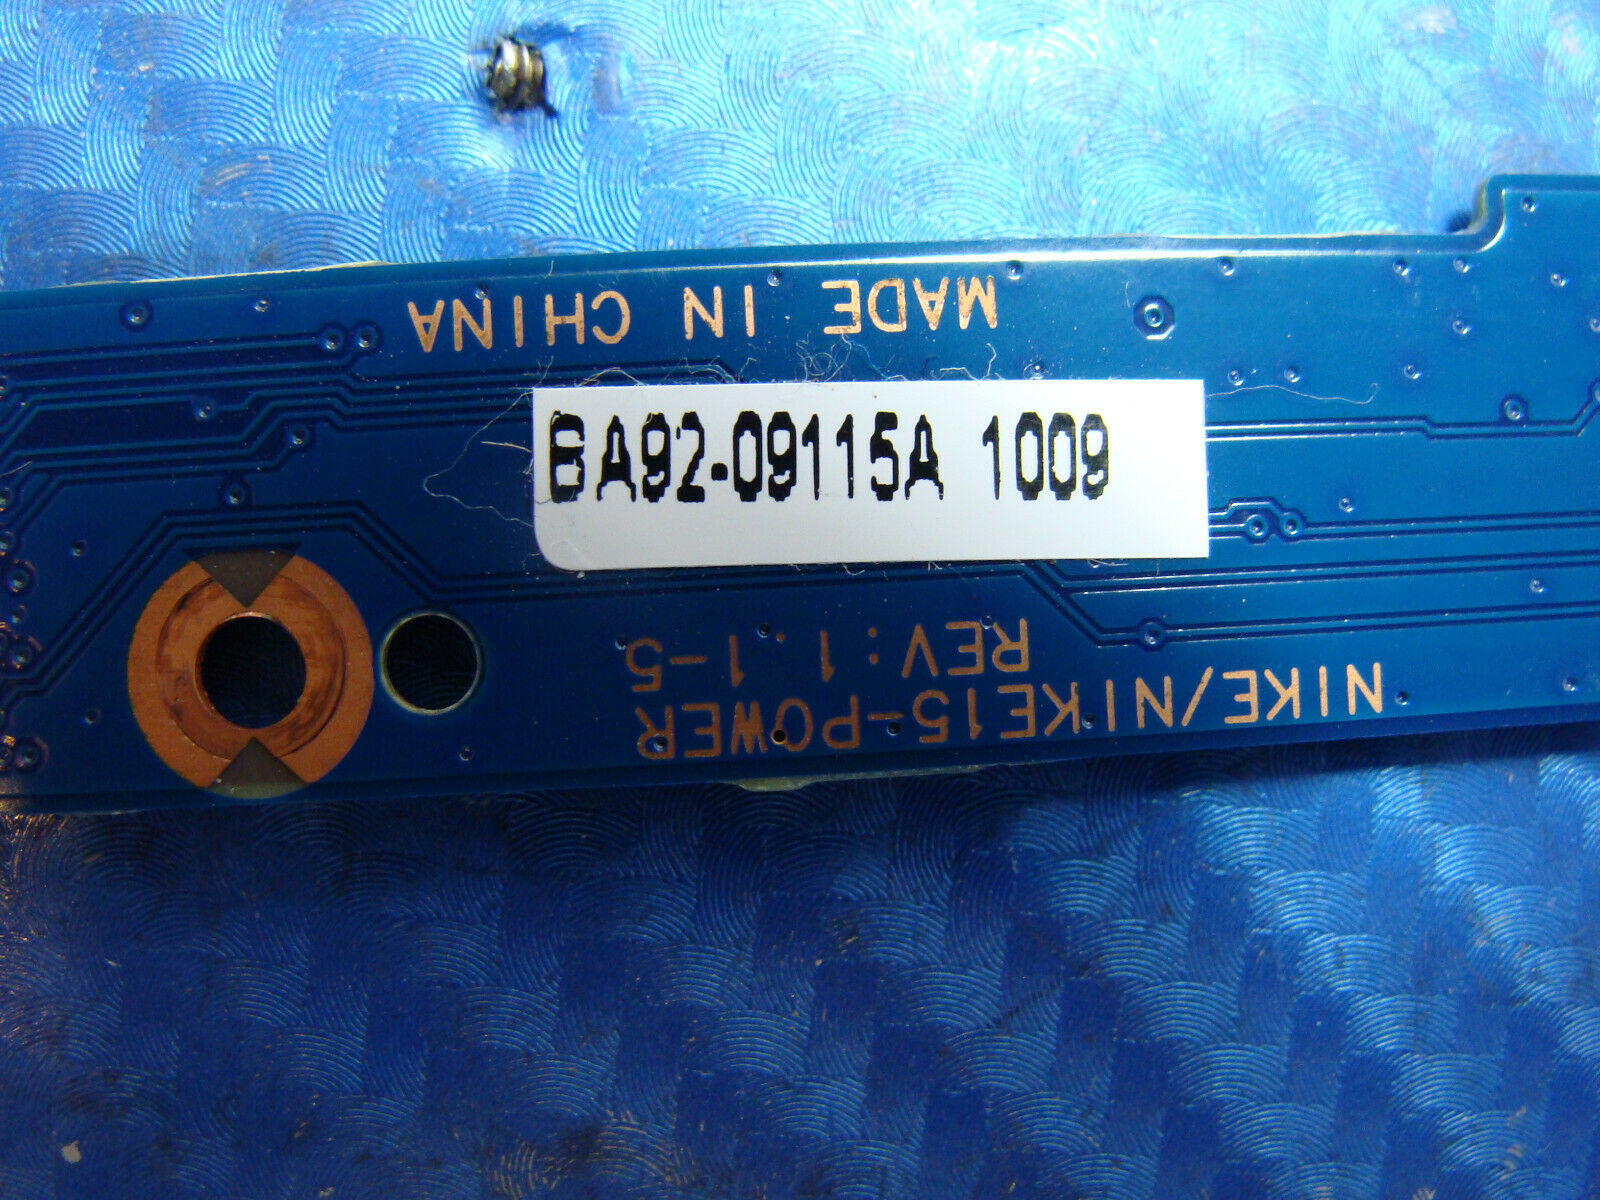 MADE IN CHINA
BA92-09115A 1009
NIKE/NIKE15-POWER
REV:1.1-5